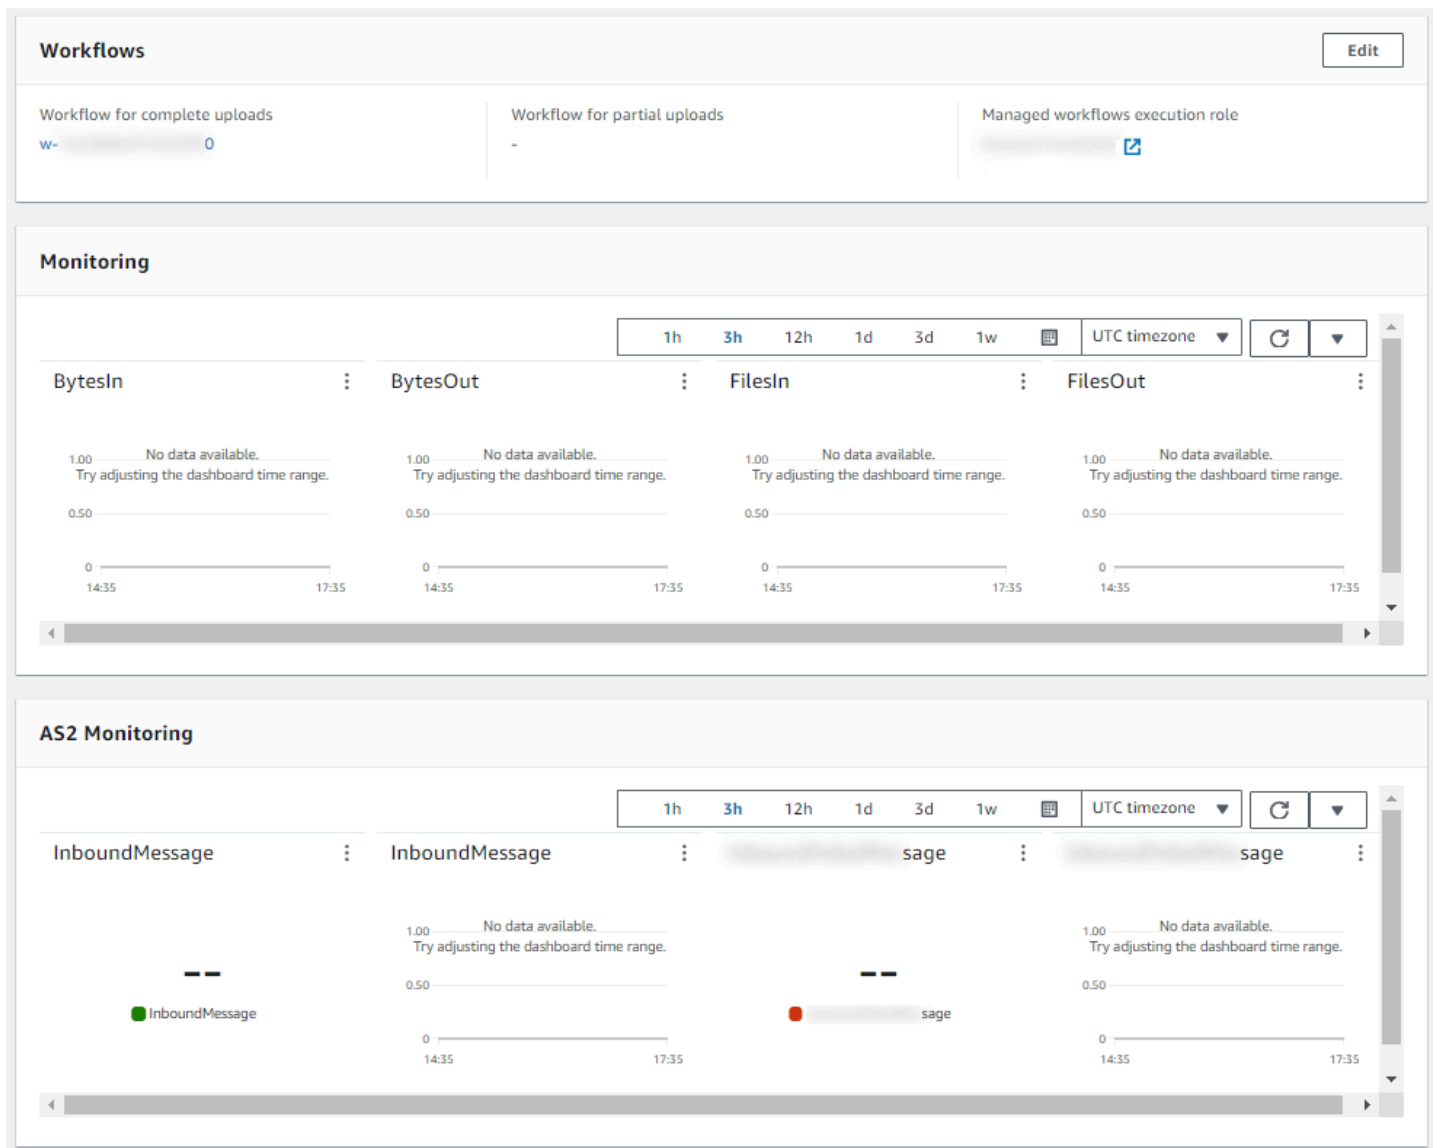 Workflows
Edit
Workflow for complete uploads
Workflow for partial uploads
Managed workflows execution role
w- 0
-
Monitoring
1h 3h 12h 1d 3d 1w UTC timezone
BytesIn BytesOut FilesIn FilesOut
1.00 No data available. 1.00 No data available. 1.00 No data available. 1.00 No data available.
Try adjusting the dashboard time range. Try adjusting the dashboard time range. Try adjusting the dashboard time range. Try adjusting the dashboard time range.
0.50 0.50 0.50 0.50
0 0 0 0
14:35 17:35 14:35 17:35 14:35 17:35 14:35 17:35
AS2 Monitoring
1h 3h 12h 1d 3d 1w UTC timezone
InboundMessage InboundMessage sage sage
1.00 No data available. 1.00 No data available.
Try adjusting the dashboard time range. Try adjusting the dashboard time range.
-- --
0.50 0.50
InboundMessage sage
0 0
14:35 17:35 14:35 17:35